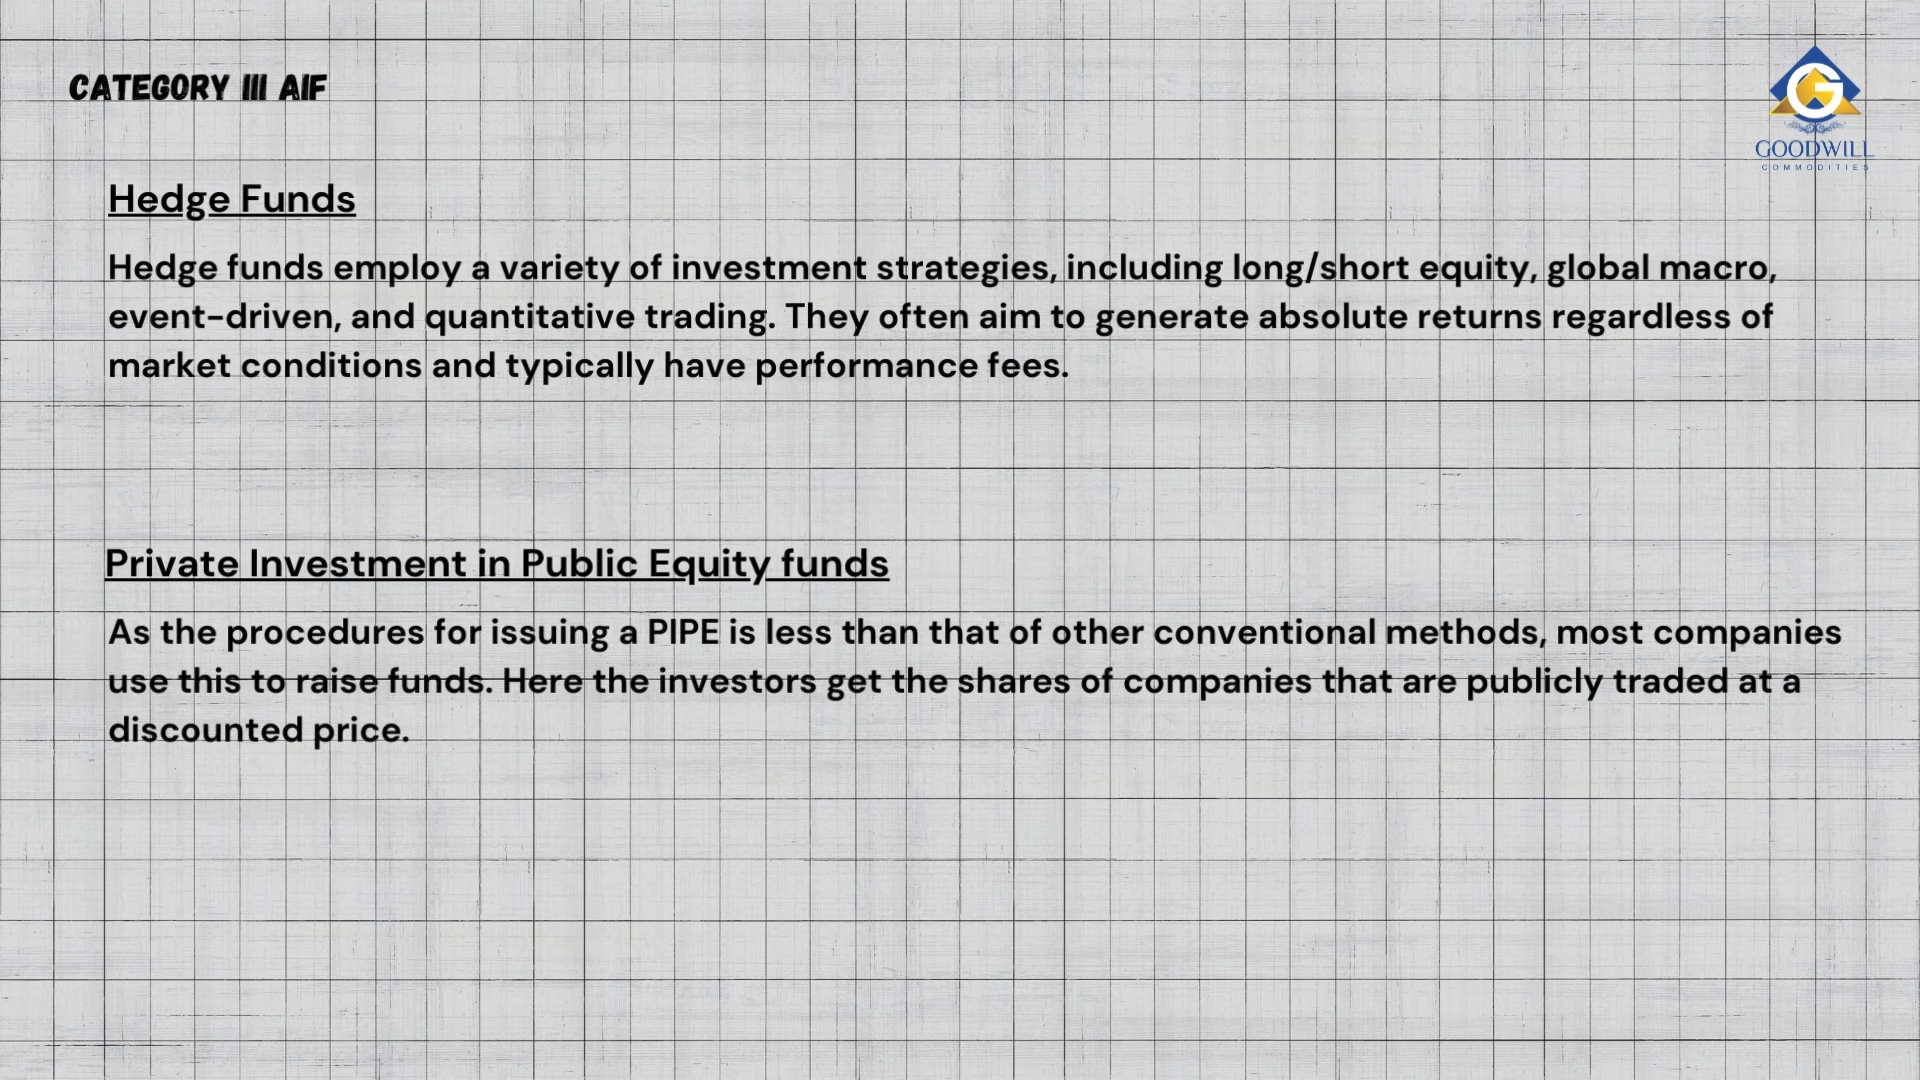 CATEGORY III AIF
GOODWILL
COMMODITIES
Hedge Funds
Hedge funds employ a variety of investment strategies, including long/short equity, global macro,
event-driven, and quantitative trading. They often aim to generate absolute returns regardless of
market conditions and typically have performance fees.
Private Investment in Public Equity funds
As the procedures for issuing a PIPE is less than that of other conventional methods, most companies
use this to raise funds. Here the investors get the shares of companies that are publicly traded at a
discounted price.